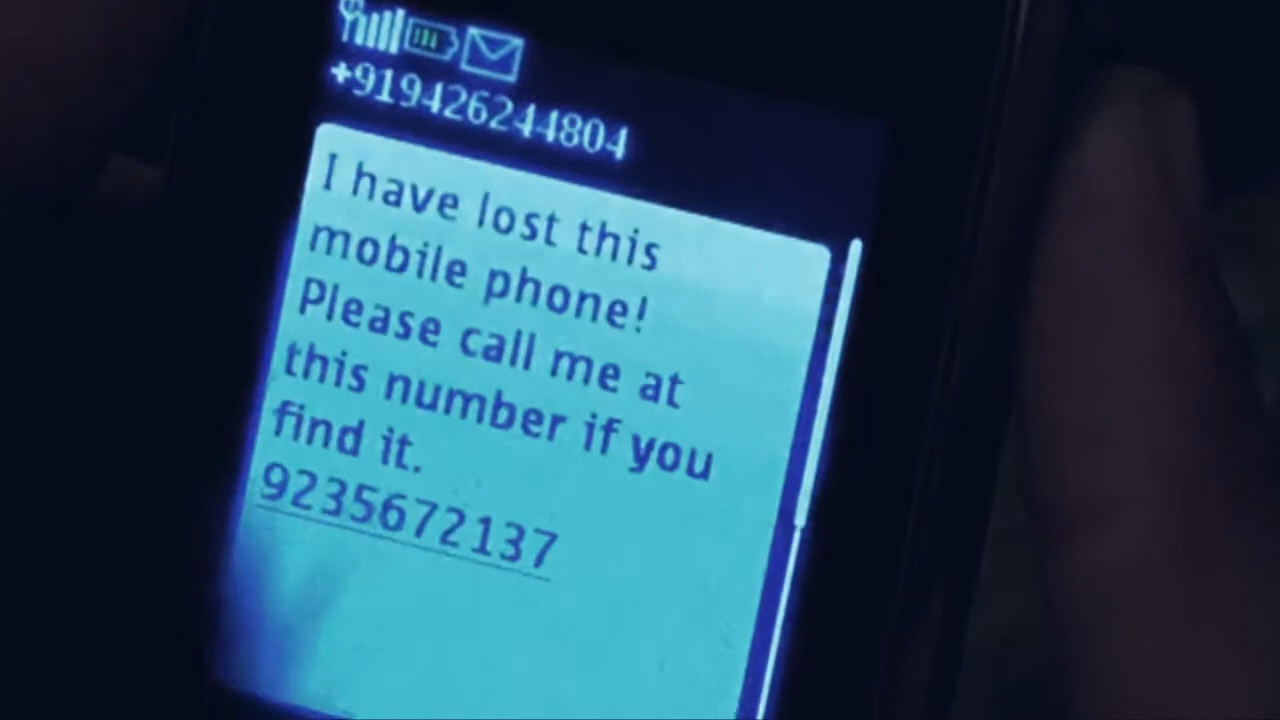 +919426244804
I have lost this
mobile phone!
Please call me at
this number if you
find it.
9235672137